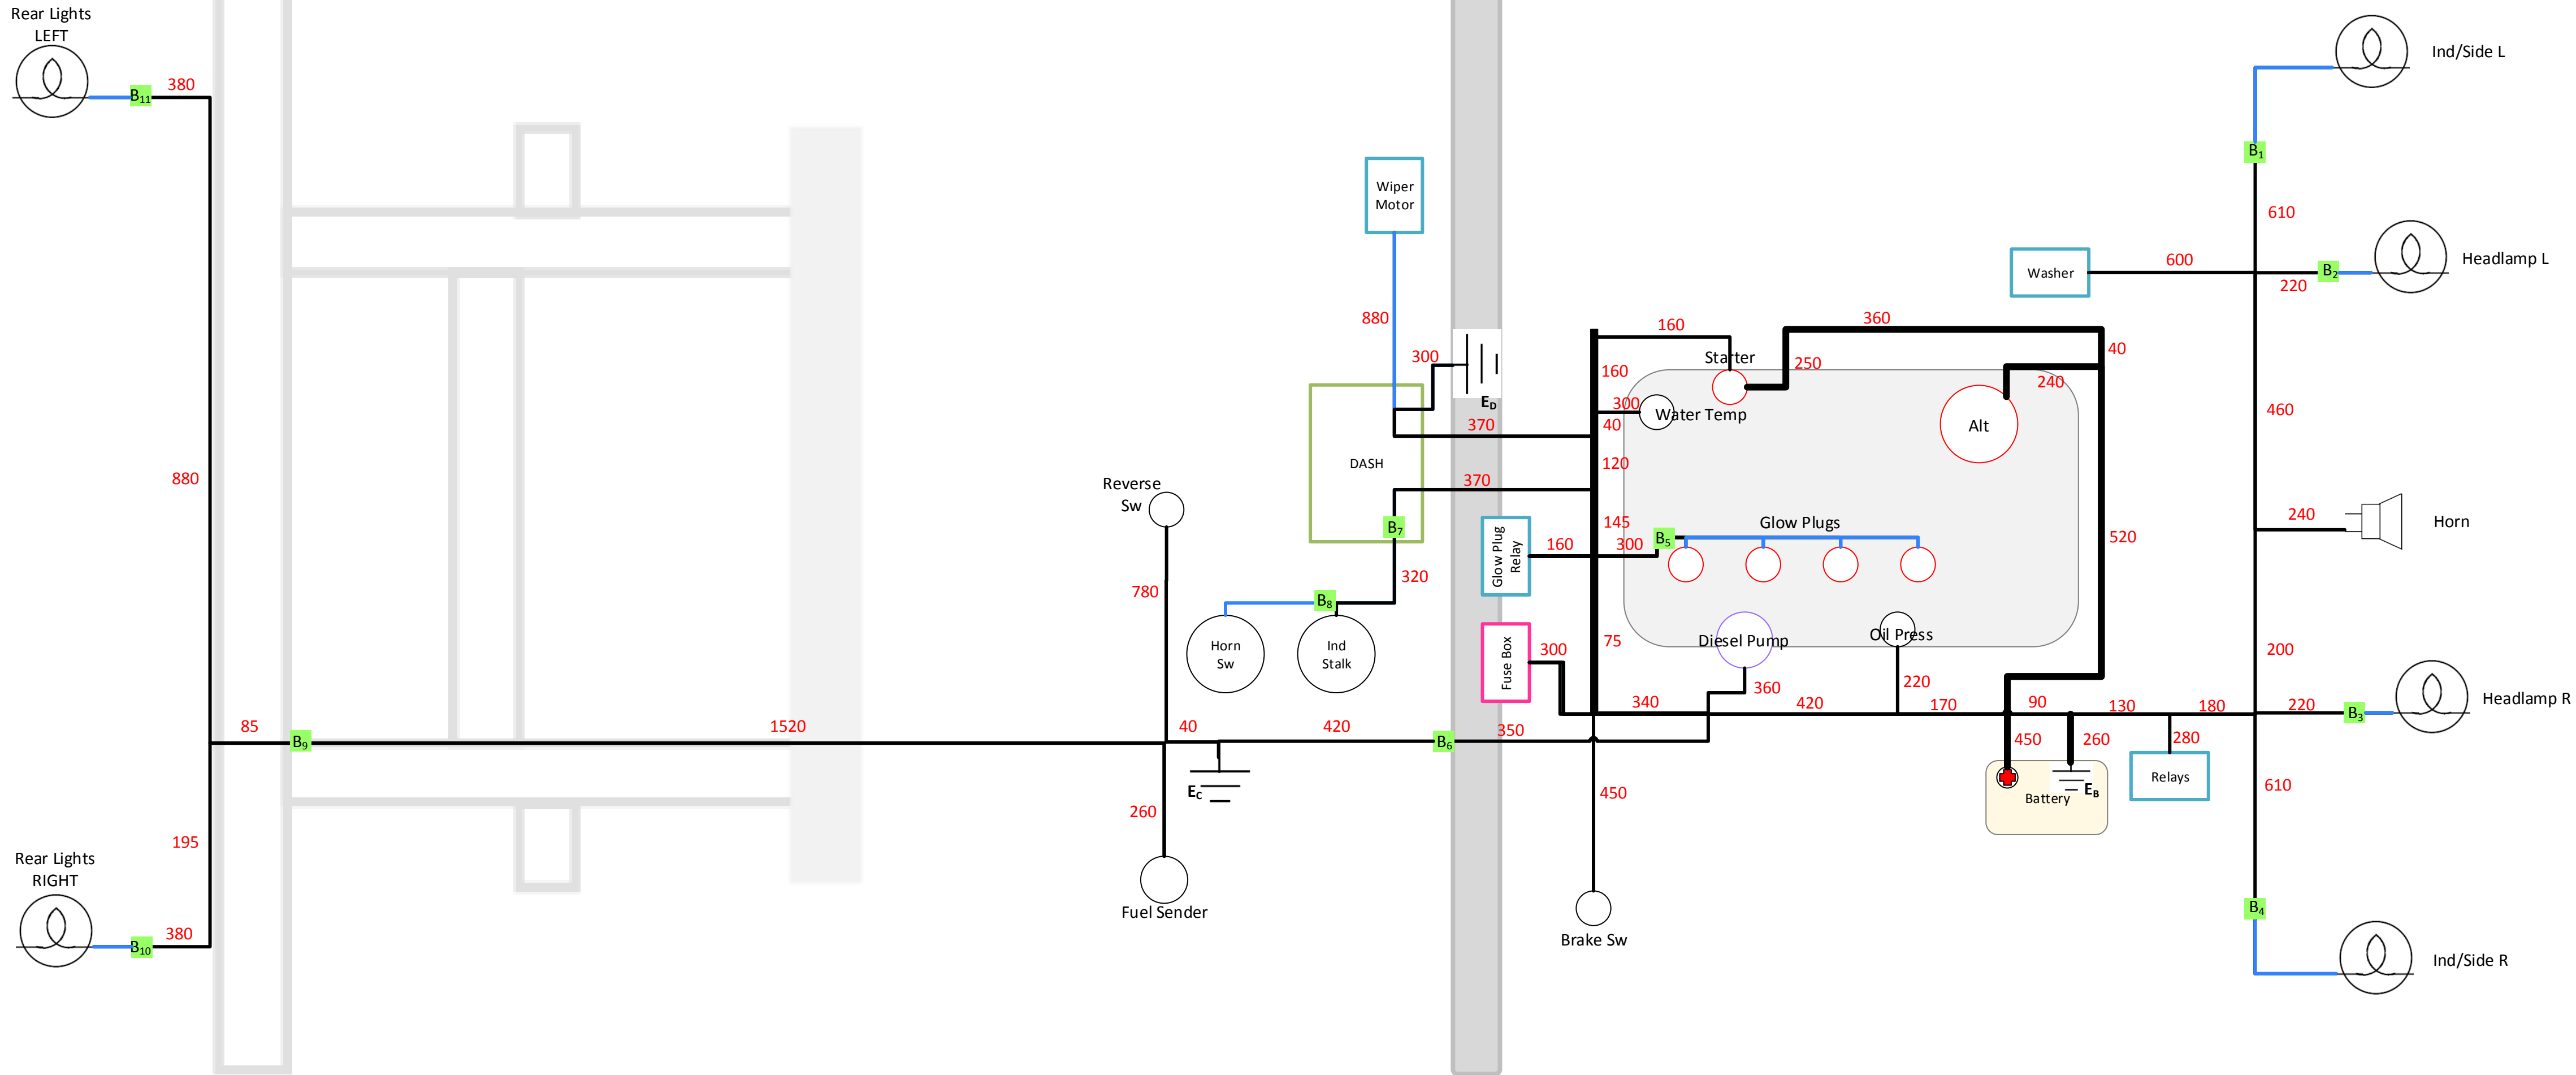 Rear Lights
LEFT
B11
380
880
85
B9
195
Rear Lights
RIGHT
B10
380
1520
Reverse
Sw
780
40
EC
260
Fuel Sender
420
B6
350
Wiper
Motor
880
300
ED
370
DASH
370
B7
320
B8
Horn
Sw
Ind
Stalk
Glow Plug
Relay
160
300
B5
Fuse Box
300
160
Starter
160
250
360
40
240
300
Water Temp
40
120
145
75
Alt
Glow Plugs
520
Diesel Pump
360
Oil Press
220
340
420
170
90
130
180
450
260
280
Battery
EB
Relays
450
Brake Sw
Ind/Side L
B1
610
Washer
600
B2
220
Headlamp L
460
240
Horn
200
220
B3
Headlamp R
610
B4
Ind/Side R